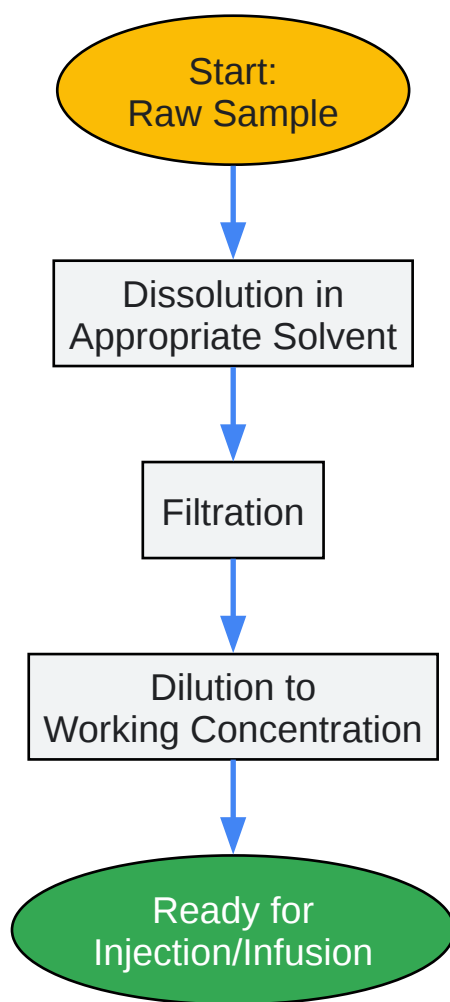 Start:
Raw Sample
Dissolution in
Appropriate Solvent
Filtration
Dilution to
Working Concentration
Ready for
Injection/Infusion